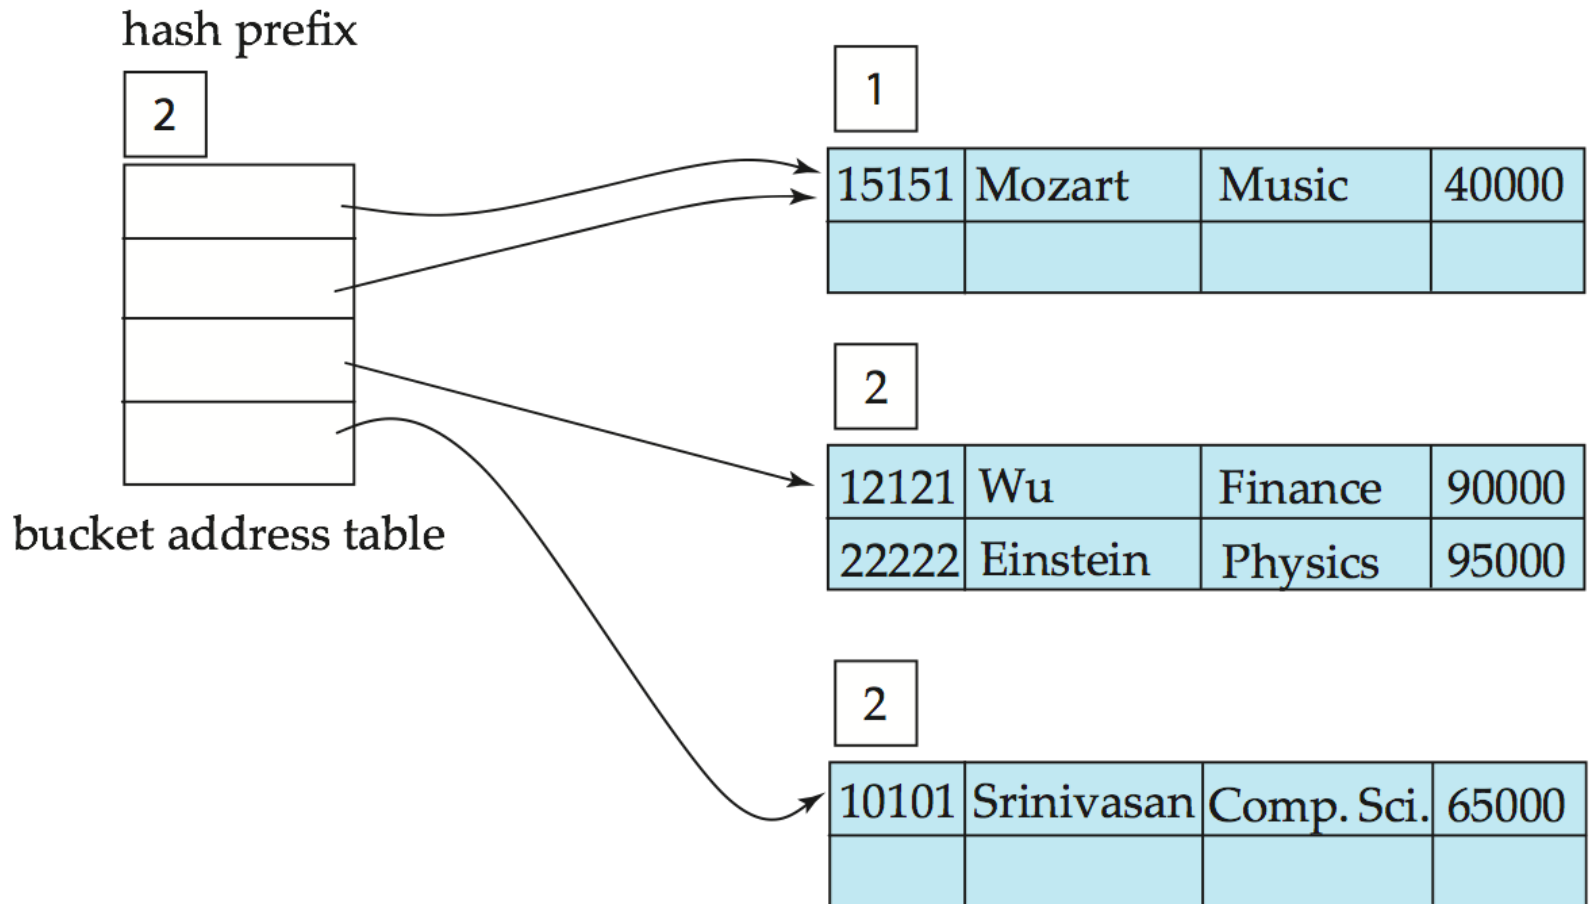 hash prefix
2
bucket address table
1
15151 Mozart Music 40000
2
12121 Wu Finance 90000
22222 Einstein Physics 95000
2
10101 Srinivasan Comp. Sci. 65000